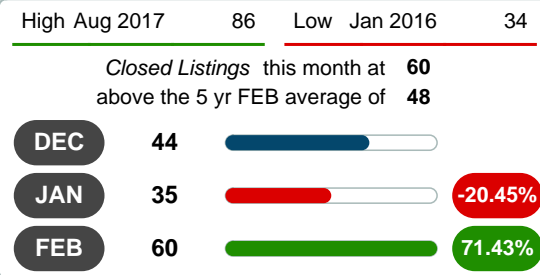 High Aug 2017 86 Low Jan 2016 34
Closed Listings this month at 60
above the 5 yr FEB average of 48
DEC 44
JAN 35 -20.45%
FEB 60 71.43%